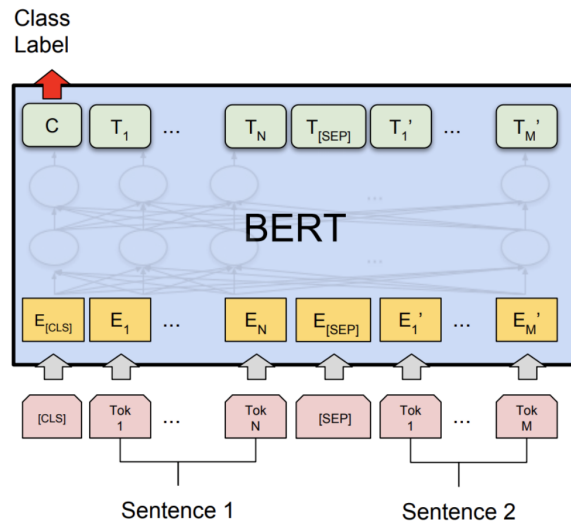 Class
Label
C T1 ... TN T[SEP] T1' ... TM'
...
BERT
...
E[CLS] E1 ... EN E[SEP] E1' ... EM'
[CLS] Tok 1 ... Tok N [SEP] Tok 1 ... Tok M
Sentence 1 Sentence 2